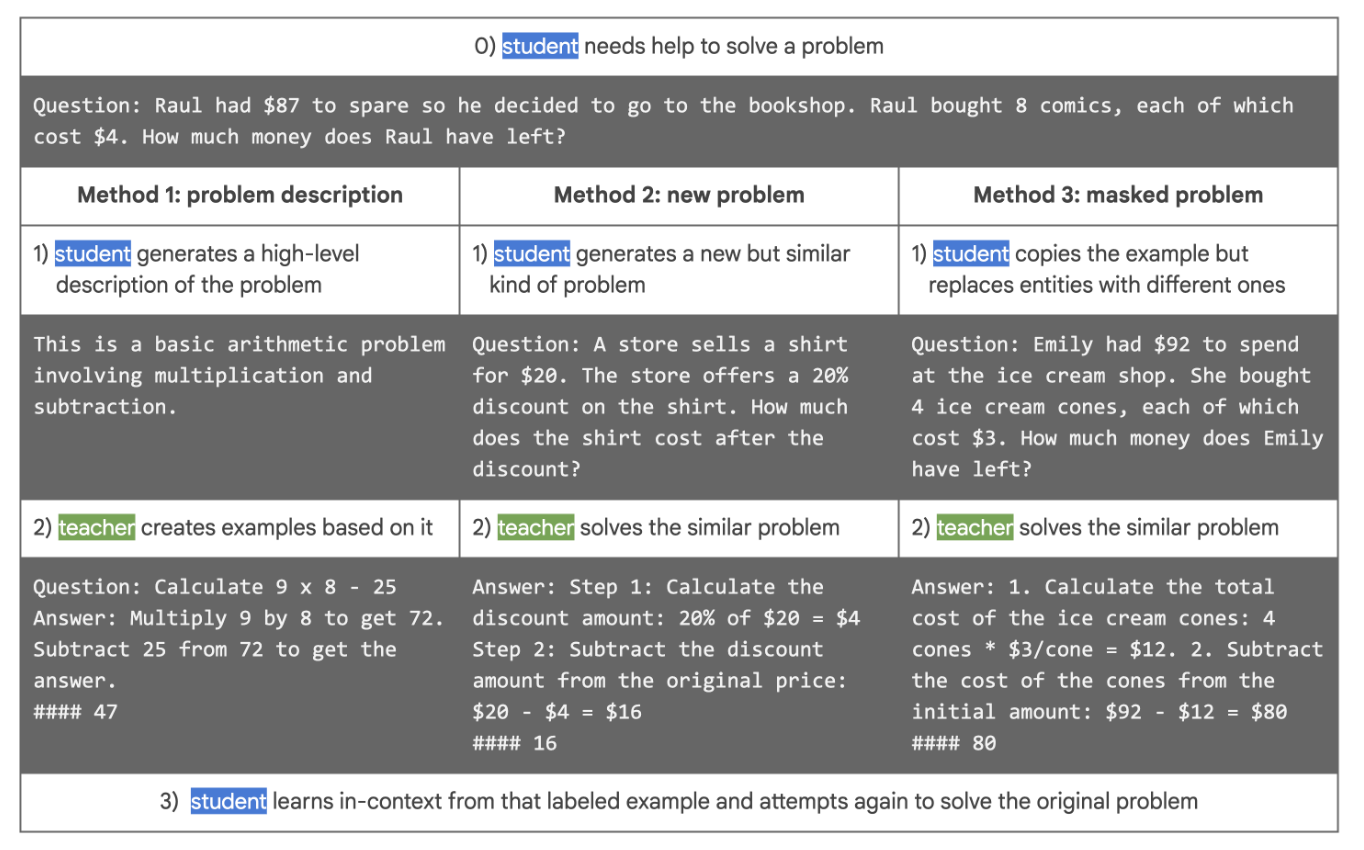 0) student needs help to solve a problem
Question: Raul had $87 to spare so he decided to go to the bookshop. Raul bought 8 comics, each of which
cost $4. How much money does Raul have left?
Method 1: problem description
1) student generates a high-level
description of the problem
This is a basic arithmetic problem
involving multiplication and
subtraction.
2) teacher creates examples based on it
Question: Calculate 9 x 8 - 25
Answer: Multiply 9 by 8 to get 72.
Subtract 25 from 72 to get the
answer.
#### 47
Method 2: new problem
1) student generates a new but similar
kind of problem
Question: A store sells a shirt
for $20. The store offers a 20%
discount on the shirt. How much
does the shirt cost after the
discount?
2) teacher solves the similar problem
Answer: Step 1: Calculate the
discount amount: 20% of $20 = $4
Step 2: Subtract the discount
amount from the original price:
$20 - $4 = $16
#### 16
Method 3: masked problem
1) student copies the example but
replaces entities with different ones
Question: Emily had $92 to spend
at the ice cream shop. She bought
4 ice cream cones, each of which
cost $3. How much money does Emily
have left?
2) teacher solves the similar problem
Answer: 1. Calculate the total
cost of the ice cream cones: 4
cones * $3/cone = $12. 2. Subtract
the cost of the cones from the
initial amount: $92 - $12 = $80
#### 80
3) student learns in-context from that labeled example and attempts again to solve the original problem